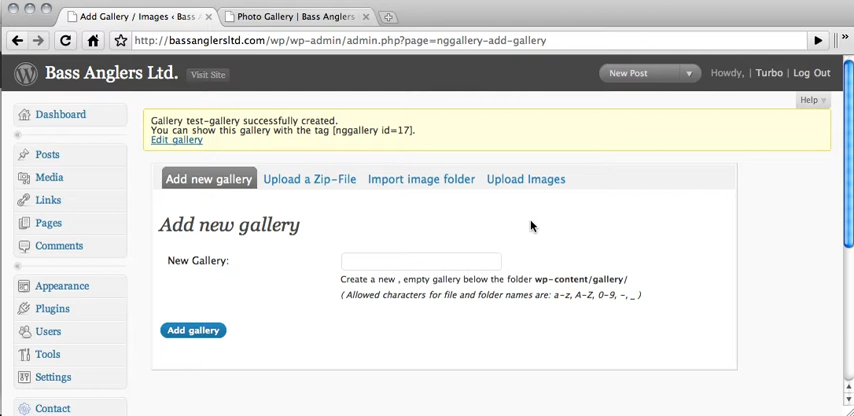 Add Gallery / Images ‹ Bass
Photo Gallery | Bass Anglers
http://bassanglersltd.com/wp/wp-admin/admin.php?page=nggallery-add-gallery
Bass Anglers Ltd.
Visit Site
New Post
Howdy, | Turbo | Log Out
Help
Dashboard
Posts
Media
Links
Pages
Comments
Appearance
Plugins
Users
Tools
Settings
Contact
Gallery test-gallery successfully created.
You can show this gallery with the tag [nggallery id=17].
Edit gallery
Add new gallery
Upload a Zip-File
Import image folder
Upload Images
Add new gallery
New Gallery:
Create a new , empty gallery below the folder wp-content/gallery/
( Allowed characters for file and folder names are: a-z, A-Z, 0-9, -, _ )
Add gallery